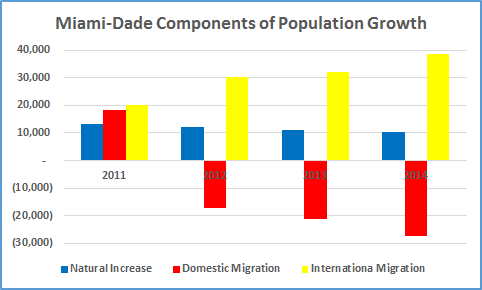 Miami-Dade Components of Population Growth
40,000
30,000
20,000
10,000
-
(10,000)
(20,000)
(30,000)
2011 2012 2013 2014
Natural Increase Domestic Migration Internationa Migration